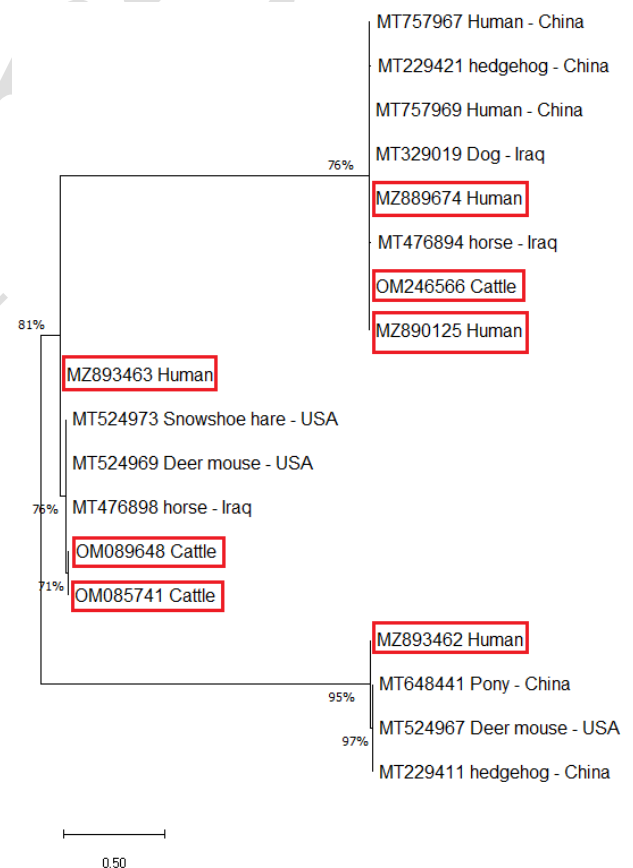 MT757967 Human - China
MT229421 hedgehog - China
MT757969 Human - China
MT329019 Dog - Iraq
76%
MZ889674 Human
MT476894 horse - Iraq
OM246566 Cattle
81%
MZ890125 Human
MZ893463 Human
MT524973 Snowshoe hare - USA
MT524969 Deer mouse - USA
MT476898 horse - Iraq
76%
OM089648 Cattle
71%
OM085741 Cattle
MZ893462 Human
MT648441 Pony - China
95%
MT524967 Deer mouse - USA
97%
MT229411 hedgehog - China
0.50